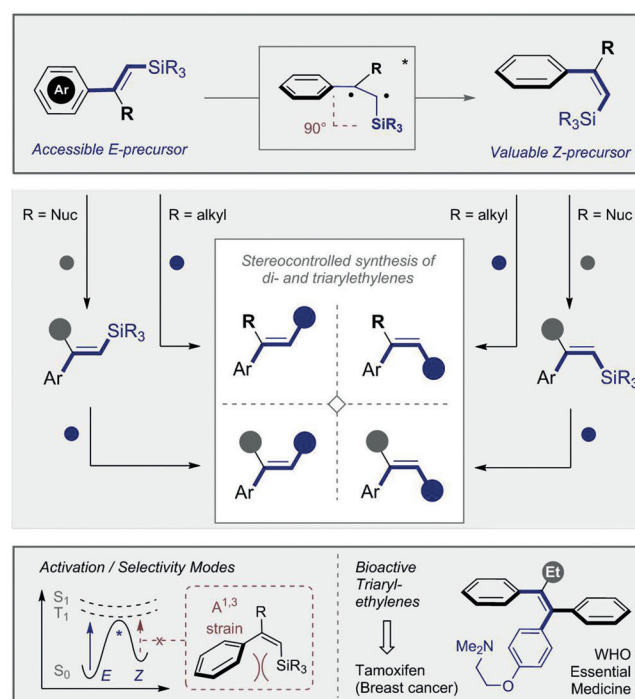 SiR3
Ar
R
Accessible E-precursor
R
*
90°
SiR3
R
R3Si
Valuable Z-precursor
R = Nuc
R = alkyl
R = alkyl
R = Nuc
Stereocontrolled synthesis of
di- and triarylethylenes
SiR3
Ar
R
Ar
R
Ar
Ar
SiR3
Ar
Ar
Activation / Selectivity Modes
S1
T1
S0
*
E
Z
x
A1,3
strain
R
SiR3
Bioactive
Triaryl-
ethylenes
Tamoxifen
(Breast cancer)
Et
Me2N
O
WHO
Essential
Medicine